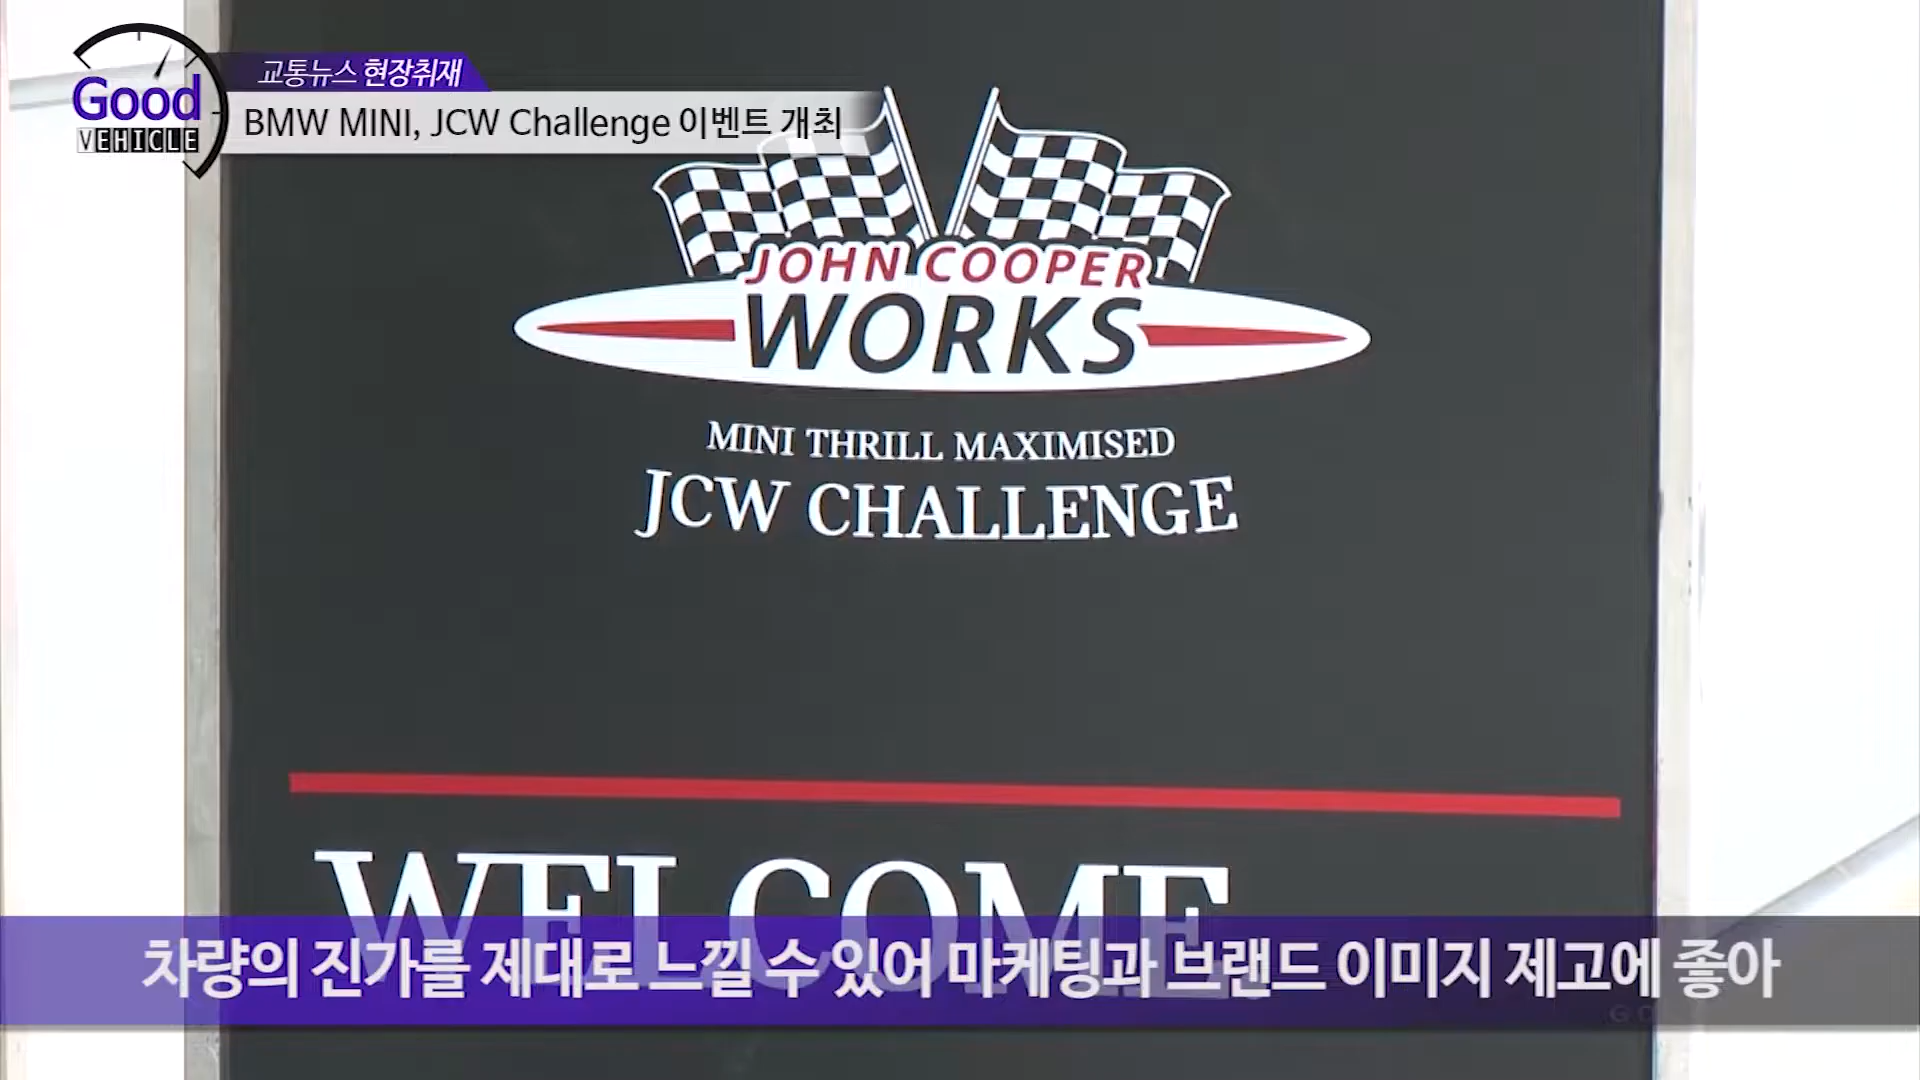 Good
VEHICLE
교통뉴스 현장취재
BMW MINI, JCW Challenge 이벤트 개최
JOHN COOPER
WORKS
MINI THRILL MAXIMISED
JCW CHALLENGE
WELCOME
차량의 진가를 제대로 느낄 수 있어 마케팅과 브랜드 이미지 제고에 좋아